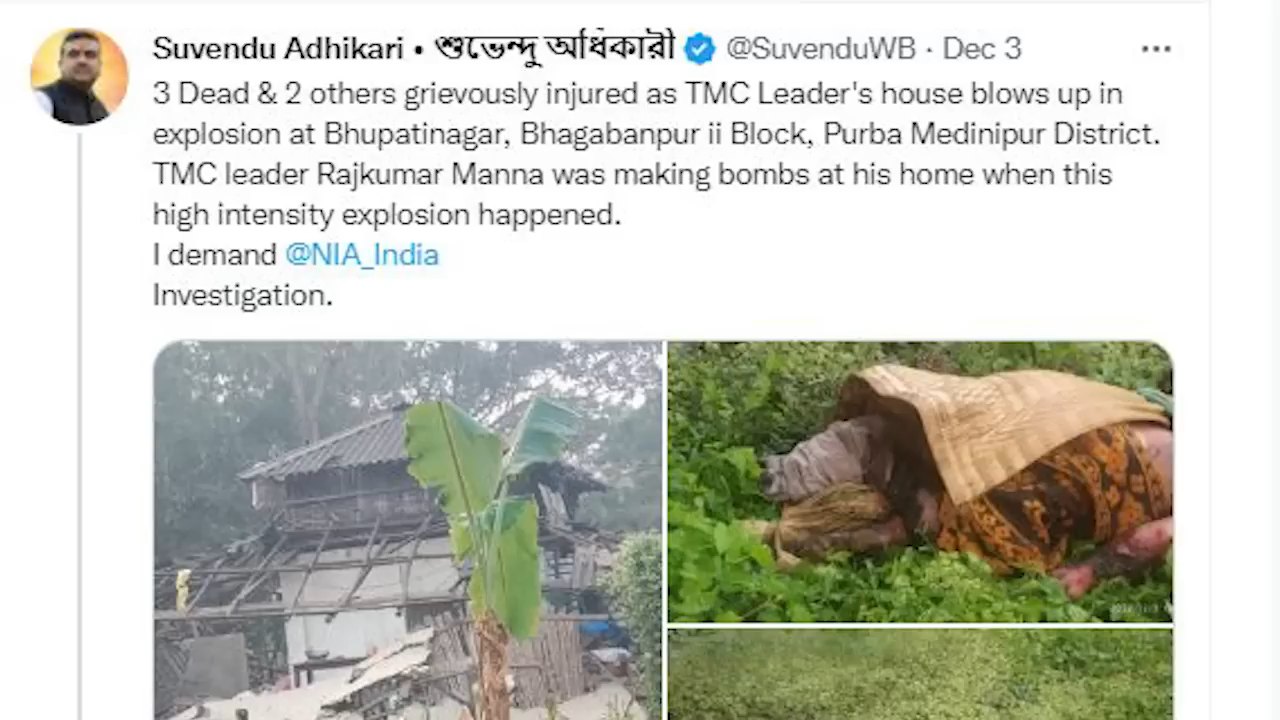 Suvendu Adhikari • শুভেন্দু অধিকারী @SuvenduWB · Dec 3
3 Dead & 2 others grievously injured as TMC Leader's house blows up in
explosion at Bhupatinagar, Bhagabanpur ii Block, Purba Medinipur District.
TMC leader Rajkumar Manna was making bombs at his home when this
high intensity explosion happened.
I demand @NIA_India
Investigation.